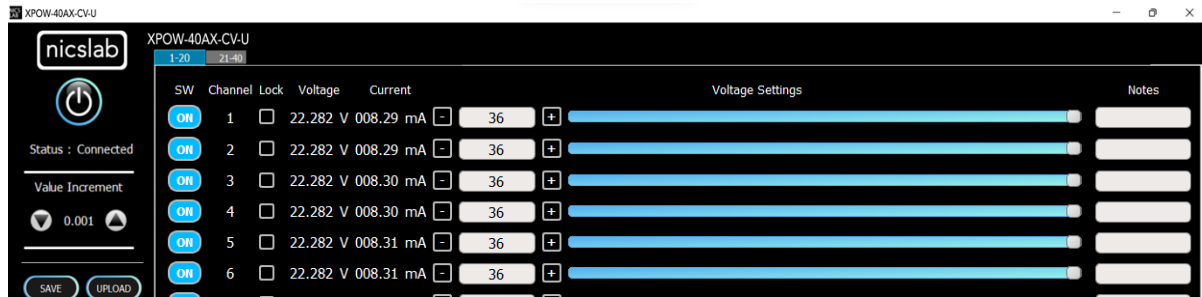 XPOW-40AX-CV-U
nicslab
XPOW-40AX-CV-U
1-20 21-40
SW Channel Lock Voltage Current Voltage Settings Notes
ON 1 22.282 V 008.29 mA - 36 +
ON 2 22.282 V 008.29 mA - 36 +
ON 3 22.282 V 008.30 mA - 36 +
ON 4 22.282 V 008.30 mA - 36 +
ON 5 22.282 V 008.31 mA - 36 +
ON 6 22.282 V 008.31 mA - 36 +
Status : Connected
Value Increment
0.001
SAVE UPLOAD